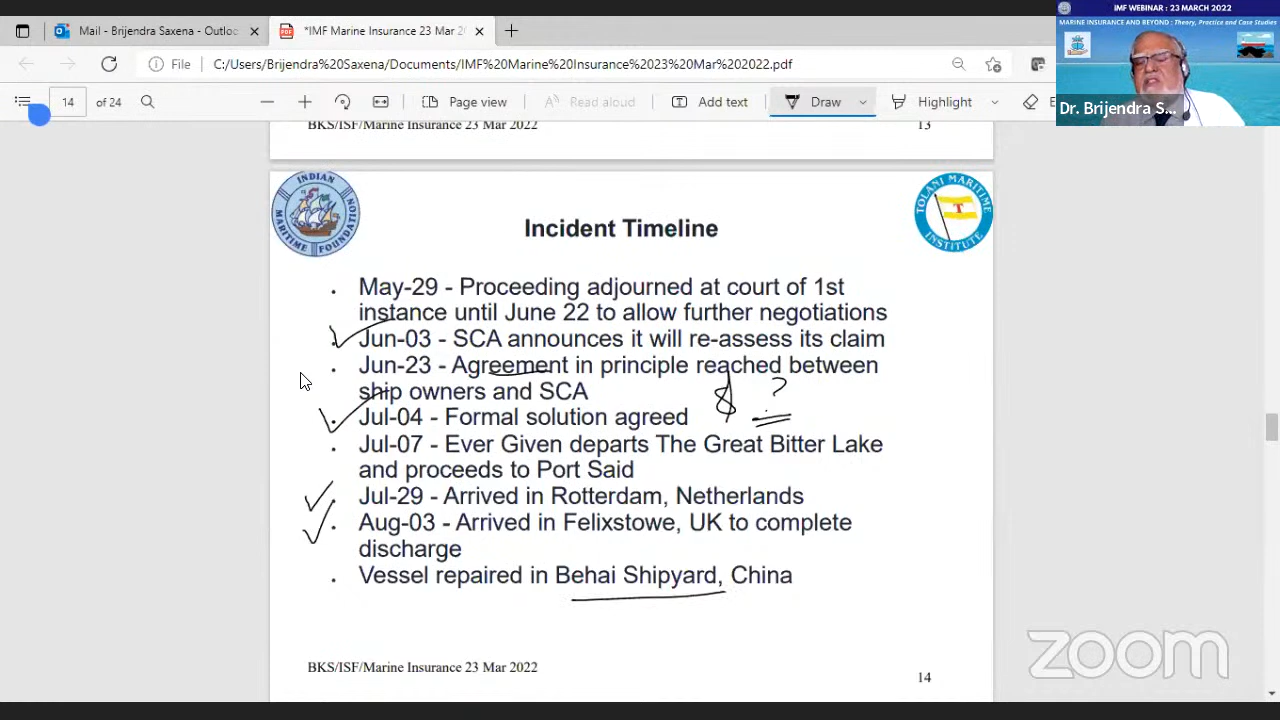 IMF WEBINAR : 23 MARCH 2022
MARINE INSURANCE AND BEYOND : Theory, Practice and Case Studies
Dr. Brijendra S...
Mail - Brijendra Saxena - Outloc
*IMF Marine Insurance 23 Mar 2
File
C:/Users/Brijendra%20Saxena/Documents/IMF%20Marine%20Insurance%2023%20Mar%202022.pdf
14 of 24
Page view
Read aloud
Add text
Draw
Highlight
BKS/ISF/Marine Insurance 23 Mar 2022
13
INDIAN MARITIME FOUNDATION
TOLANI MARITIME INSTITUTE
T
Incident Timeline
. May-29 - Proceeding adjourned at court of 1st
instance until June 22 to allow further negotiations
. Jun-03 - SCA announces it will re-assess its claim
. Jun-23 - Agreement in principle reached between
ship owners and SCA
$ ?
. Jul-04 - Formal solution agreed
. Jul-07 - Ever Given departs The Great Bitter Lake
and proceeds to Port Said
. Jul-29 - Arrived in Rotterdam, Netherlands
. Aug-03 - Arrived in Felixstowe, UK to complete
discharge
. Vessel repaired in Behai Shipyard, China
BKS/ISF/Marine Insurance 23 Mar 2022
14
zoom